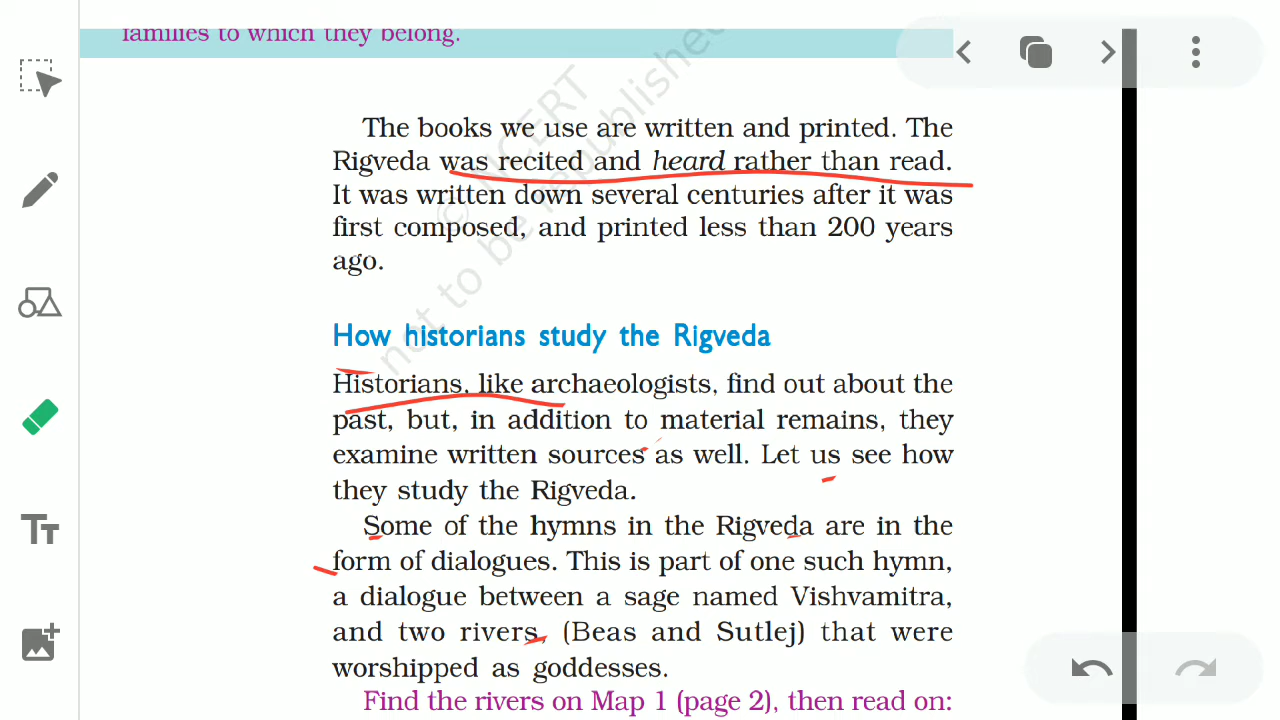 families to which they belong.
The books we use are written and printed. The
Rigveda was recited and heard rather than read.
It was written down several centuries after it was
first composed, and printed less than 200 years
ago.
© NCERT
not to be republished
How historians study the Rigveda
Historians, like archaeologists, find out about the
past, but, in addition to material remains, they
examine written sources as well. Let us see how
they study the Rigveda.
Some of the hymns in the Rigveda are in the
form of dialogues. This is part of one such hymn,
a dialogue between a sage named Vishvamitra,
and two rivers, (Beas and Sutlej) that were
worshipped as goddesses.
Find the rivers on Map 1 (page 2), then read on:
TT